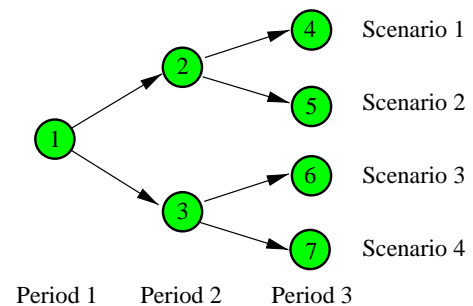 4 Scenario 1
2
5 Scenario 2
1
6 Scenario 3
3
7 Scenario 4
Period 1 Period 2 Period 3